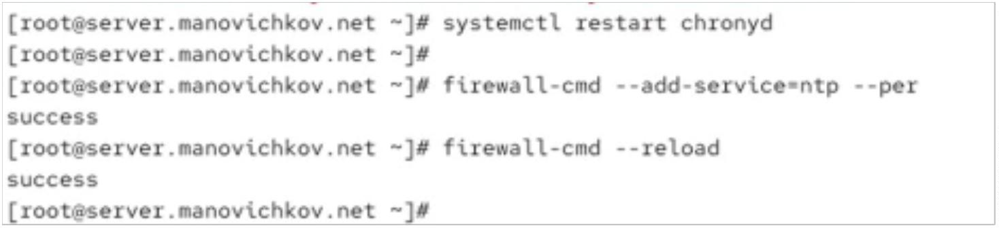 [root@server.manovichkov.net ~]# systemctl restart chronyd
[root@server.manovichkov.net ~]#
[root@server.manovichkov.net ~]# firewall-cmd --add-service=ntp --per
success
[root@server.manovichkov.net ~]# firewall-cmd --reload
success
[root@server.manovichkov.net ~]#